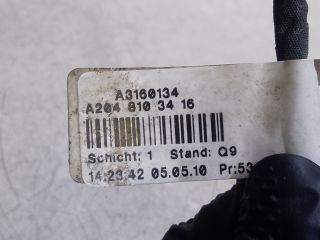 A3160134
A204 810 34 16
Schicht: 1 Stand: Q9
14:23:42 05.05.10 Pr:53